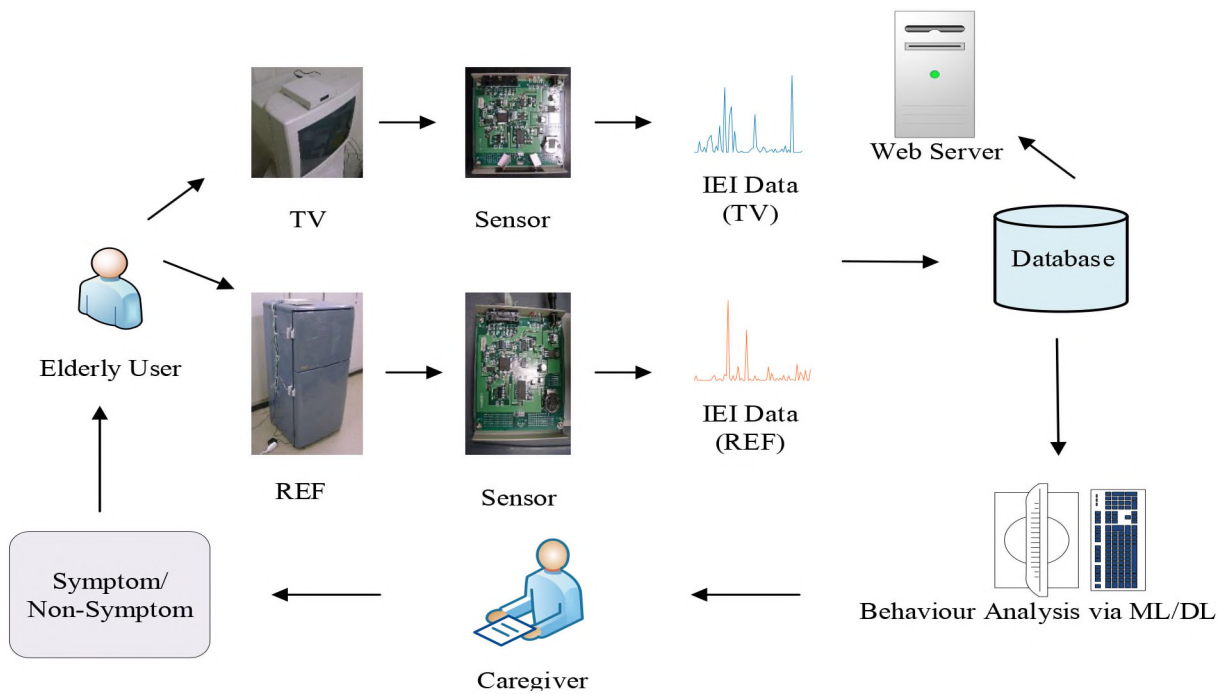 Web Server
TV
Sensor
IEI Data
(TV)
Database
Elderly User
REF
Sensor
IEI Data
(REF)
Symptom/
Non-Symptom
Caregiver
Behaviour Analysis via ML/DL